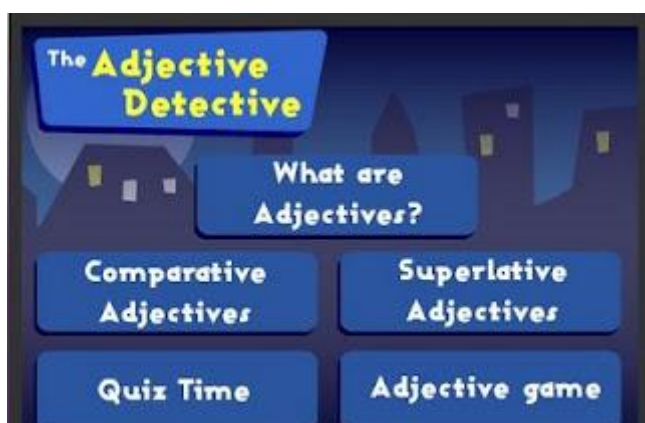 The Adjective
Detective
What are
Adjectives?
Comparative
Adjectives
Superlative
Adjectives
Quiz Time
Adjective game